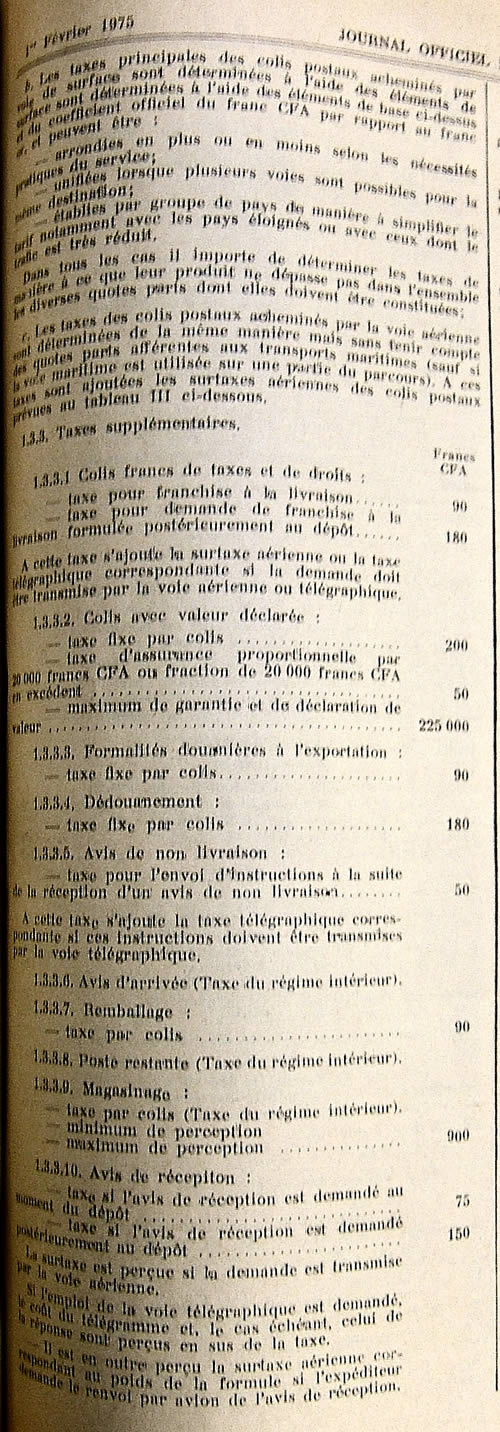 1er Février 1975
JOURNAL OFFICIEL
b. Les taxes principales des colis postaux acheminés par
voie de surface sont déterminées à l'aide des éléments de
surface sont déterminées à l'aide des éléments de base ci-dessus
et du coefficient officiel du franc CFA par rapport au franc
or, et peuvent être :
— arrondies en plus ou en moins selon les nécessités
pratiques du service;
— unifiées lorsque plusieurs voies sont possibles pour la
même destination;
— établies par groupe de pays de manière à simplifier le
tarif notamment avec les pays éloignés ou avec ceux dont le
trafic est très réduit.
Dans tous les cas il importe de déterminer les taxes de
manière à ce que leur produit ne dépasse pas dans l'ensemble
les diverses quotes parts dont elles doivent être constituées;
c. Les taxes des colis postaux acheminés par la voie aérienne
sont déterminées de la même manière mais sans tenir compte
des quotes parts afférentes aux transports maritimes (sauf si
la voie maritime est utilisée sur une partie du parcours). A ces
taxes sont ajoutées les surtaxes aériennes des colis postaux
prévues au tableau III ci-dessous.
1.3.3. Taxes supplémentaires.
Francs
CFA
1.3.3.1 Colis francs de taxes et de droits :
— taxe pour franchise à la livraison...... 90
— taxe pour demande de franchise à la
livraison formulée postérieurement au dépôt...... 180
A cette taxe s'ajoute la surtaxe aérienne ou la taxe
télégraphique correspondante si la demande doit
être transmise par la voie aérienne ou télégraphique.
1.3.3.2. Colis avec valeur déclarée :
— taxe fixe par colis .................... 200
— taxe d'assurance proportionnelle par
20 000 francs CFA ou fraction de 20 000 francs CFA
en excédent .................... 50
— maximum de garantie et de déclaration de
valeur .................... 225 000
1.3.3.3. Formalités douanières à l'exportation :
— taxe fixe par colis.................... 90
1.3.3.4. Dédouanement :
— taxe fixe par colis .................... 180
1.3.3.5. Avis de non livraison :
— taxe pour l'envoi d'instructions à la suite
de la réception d'un avis de non livraison........ 50
A cette taxe s'ajoute la taxe télégraphique corres-
pondante si ces instructions doivent être transmises
par la voie télégraphique.
1.3.3.6. Avis d'arrivée (Taxe du régime intérieur).
1.3.3.7. Remballage :
— taxe par colis .................... 90
1.3.3.8. Poste restante (Taxe du régime intérieur).
1.3.3.9. Magasinage :
— taxe par colis (Taxe du régime intérieur).
— minimum de perception
— maximum de perception .............. 900
1.3.3.10. Avis de récepiton :
— taxe si l'avis de réception est demandé au
moment du dépôt .................... 75
— taxe si l'avis de réception est demandé
postérieurement au dépôt .................... 150
La surtaxe est perçue si la demande est transmise
par la voie aérienne.
Si l'emploi de la voie télégraphique est demandé,
le coût du télégramme et, le cas échéant, celui de
la réponse sont perçus en sus de la taxe.
— Il est en outre perçu la surtaxe aérienne cor-
respondant au poids de la formule si l'expéditeur
demande le renvoi par avion de l'avis de réception.